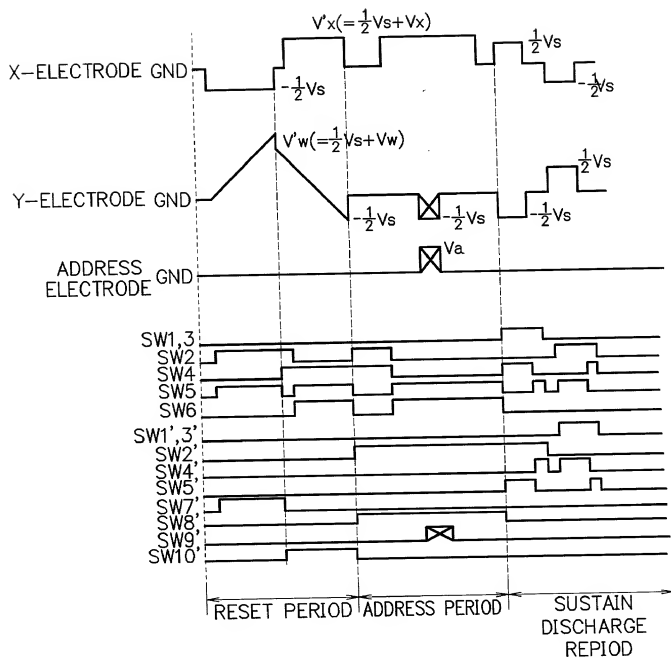 V'x(=1/2Vs+Vx)
1/2Vs
X-ELECTRODE GND
-1/2Vs
-1/2Vs
V'w(=1/2Vs+Vw)
1/2Vs
Y-ELECTRODE GND
-1/2Vs
-1/2Vs
-1/2Vs
Va
ADDRESS
ELECTRODE GND
SW1,3
SW2
SW4
SW5
SW6
SW1',3'
SW2'
SW4'
SW5'
SW7'
SW8'
SW9'
SW10'
RESET PERIOD
ADDRESS PERIOD
SUSTAIN
DISCHARGE
REPIOD